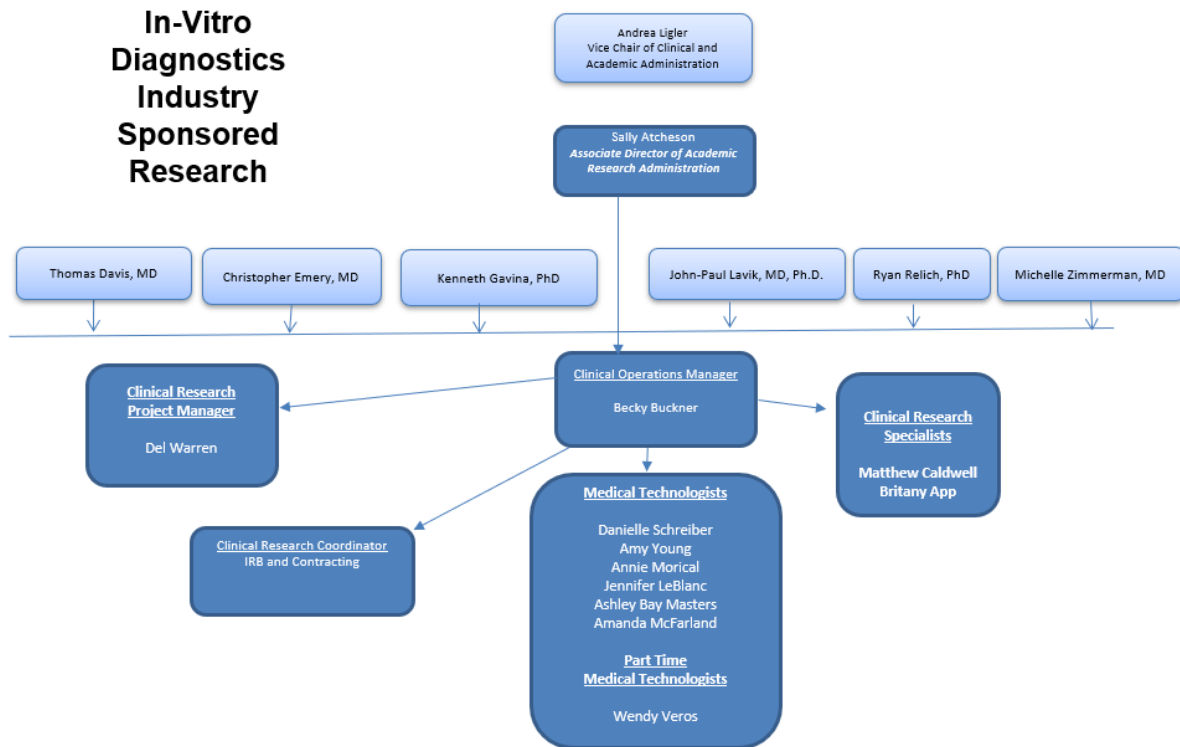 In-Vitro
Diagnostics
Industry
Sponsored
Research
Andrea Ligler
Vice Chair of Clinical and
Academic Administration
Sally Atcheson
Associate Director of Academic
Research Administration
Thomas Davis, MD
Christopher Emery, MD
Kenneth Gavina, PhD
John-Paul Lavik, MD, Ph.D.
Ryan Relich, PhD
Michelle Zimmerman, MD
Clinical Research
Project Manager
Del Warren
Clinical Operations Manager
Becky Buckner
Clinical Research
Specialists
Matthew Caldwell
Britany App
Clinical Research Coordinator
IRB and Contracting
Medical Technologists
Danielle Schreiber
Amy Young
Annie Morical
Jennifer LeBlanc
Ashley Bay Masters
Amanda McFarland
Part Time
Medical Technologists
Wendy Veros